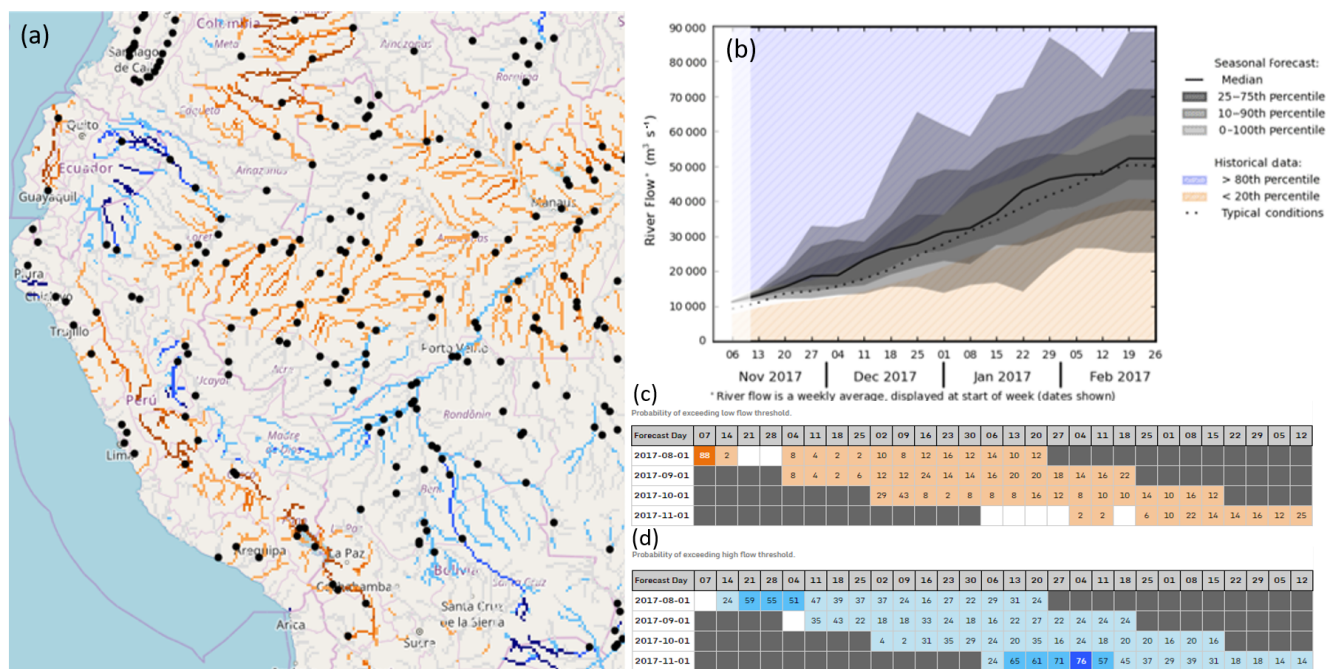 (a)
Colombia
Meta
Santiago
de Cali
Amazonas
Roraima
Caquetá
Quito
Ecuador
Amazonas
Guayaquil
Manaus
Loreto
Amazonas
Piura
Chiclayo
Trujillo
Porto Velho
Acre
Ucayali
Perú
Rondônia
Madre
de Dios
Lima
Beni
La Paz
Arequipa
La Paz
Bolivia
Cochabamba
Santa Cruz
Santa Cruz
de la Sierra
Arica
Sucre
(b)
90 000
80 000
70 000
60 000
50 000
40 000
30 000
20 000
10 000
0
River Flow* (m³ s⁻¹)
06 13 20 27 04 11 18 25 01 08 15 22 29 05 12 19 26
Nov 2017 Dec 2017 Jan 2017 Feb 2017
*River flow is a weekly average, displayed at start of week (dates shown)
Seasonal Forecast:
Median
25–75th Percentile
10–90th Percentile
0–100th Percentile
Historical data:
> 80th Percentile
< 20th Percentile
Typical conditions
(c)
Probability of exceeding low flow threshold.
Forecast Day 07 14 21 28 04 11 18 25 02 09 16 23 30 06 13 20 27 04 11 18 25 01 08 15 22 29 05 12
2017-08-01 88 2 8 4 2 2 10 8 12 16 12 14 10 12
2017-09-01 8 4 2 6 12 12 24 14 14 16 20 20 18 14 16 22
2017-10-01 29 43 8 2 8 8 8 16 12 8 10 10 14 10 16 12
2017-11-01 2 2 6 10 22 14 14 16 12 25
(d)
Probability of exceeding high flow threshold.
Forecast Day 07 14 21 28 04 11 18 25 02 09 16 23 30 06 13 20 27 04 11 18 25 01 08 15 22 29 05 12
2017-08-01 24 59 55 51 47 39 37 37 24 16 27 22 29 31 24
2017-09-01 35 43 22 18 18 33 24 18 16 22 27 22 24 24 24
2017-10-01 4 2 31 35 29 24 20 35 16 24 18 20 20 16 20 16
2017-11-01 24 65 61 71 76 57 45 37 29 39 31 18 18 14 14